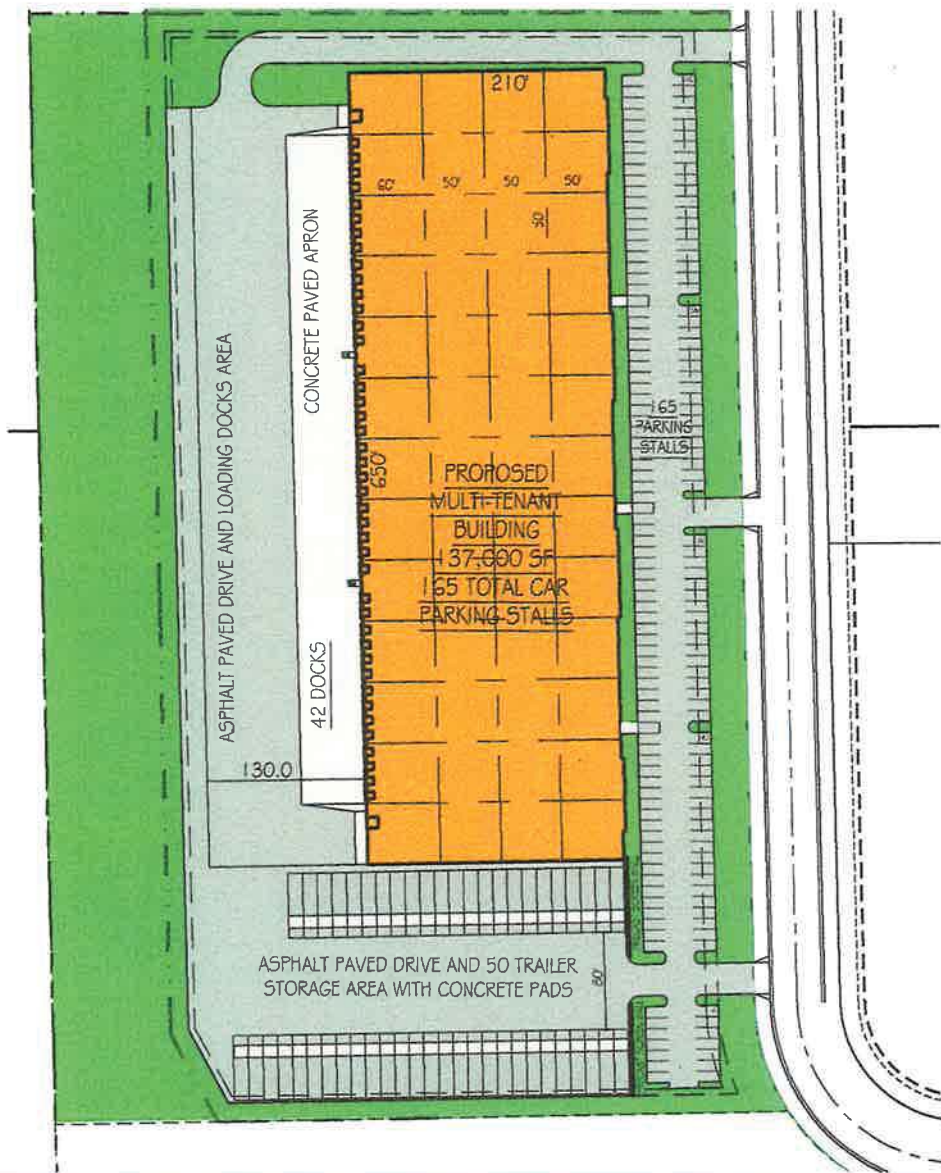 210'
60'
50'
50
50'
50
CONCRETE PAVED APRON
ASPHALT PAVED DRIVE AND LOADING DOCKS AREA
165
PARKING
STALLS
650'
PROPOSED
MULTI-TENANT
BUILDING
137,000 SF
165 TOTAL CAR
PARKING STALLS
42 DOCKS
130.0
ASPHALT PAVED DRIVE AND 50 TRAILER
STORAGE AREA WITH CONCRETE PADS
80'